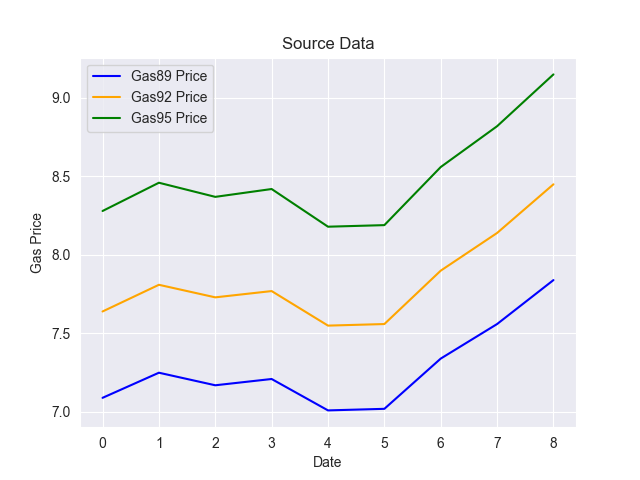 Source Data
Gas89 Price
Gas92 Price
Gas95 Price
9.0
8.5
8.0
7.5
7.0
Gas Price
0 1 2 3 4 5 6 7 8
Date